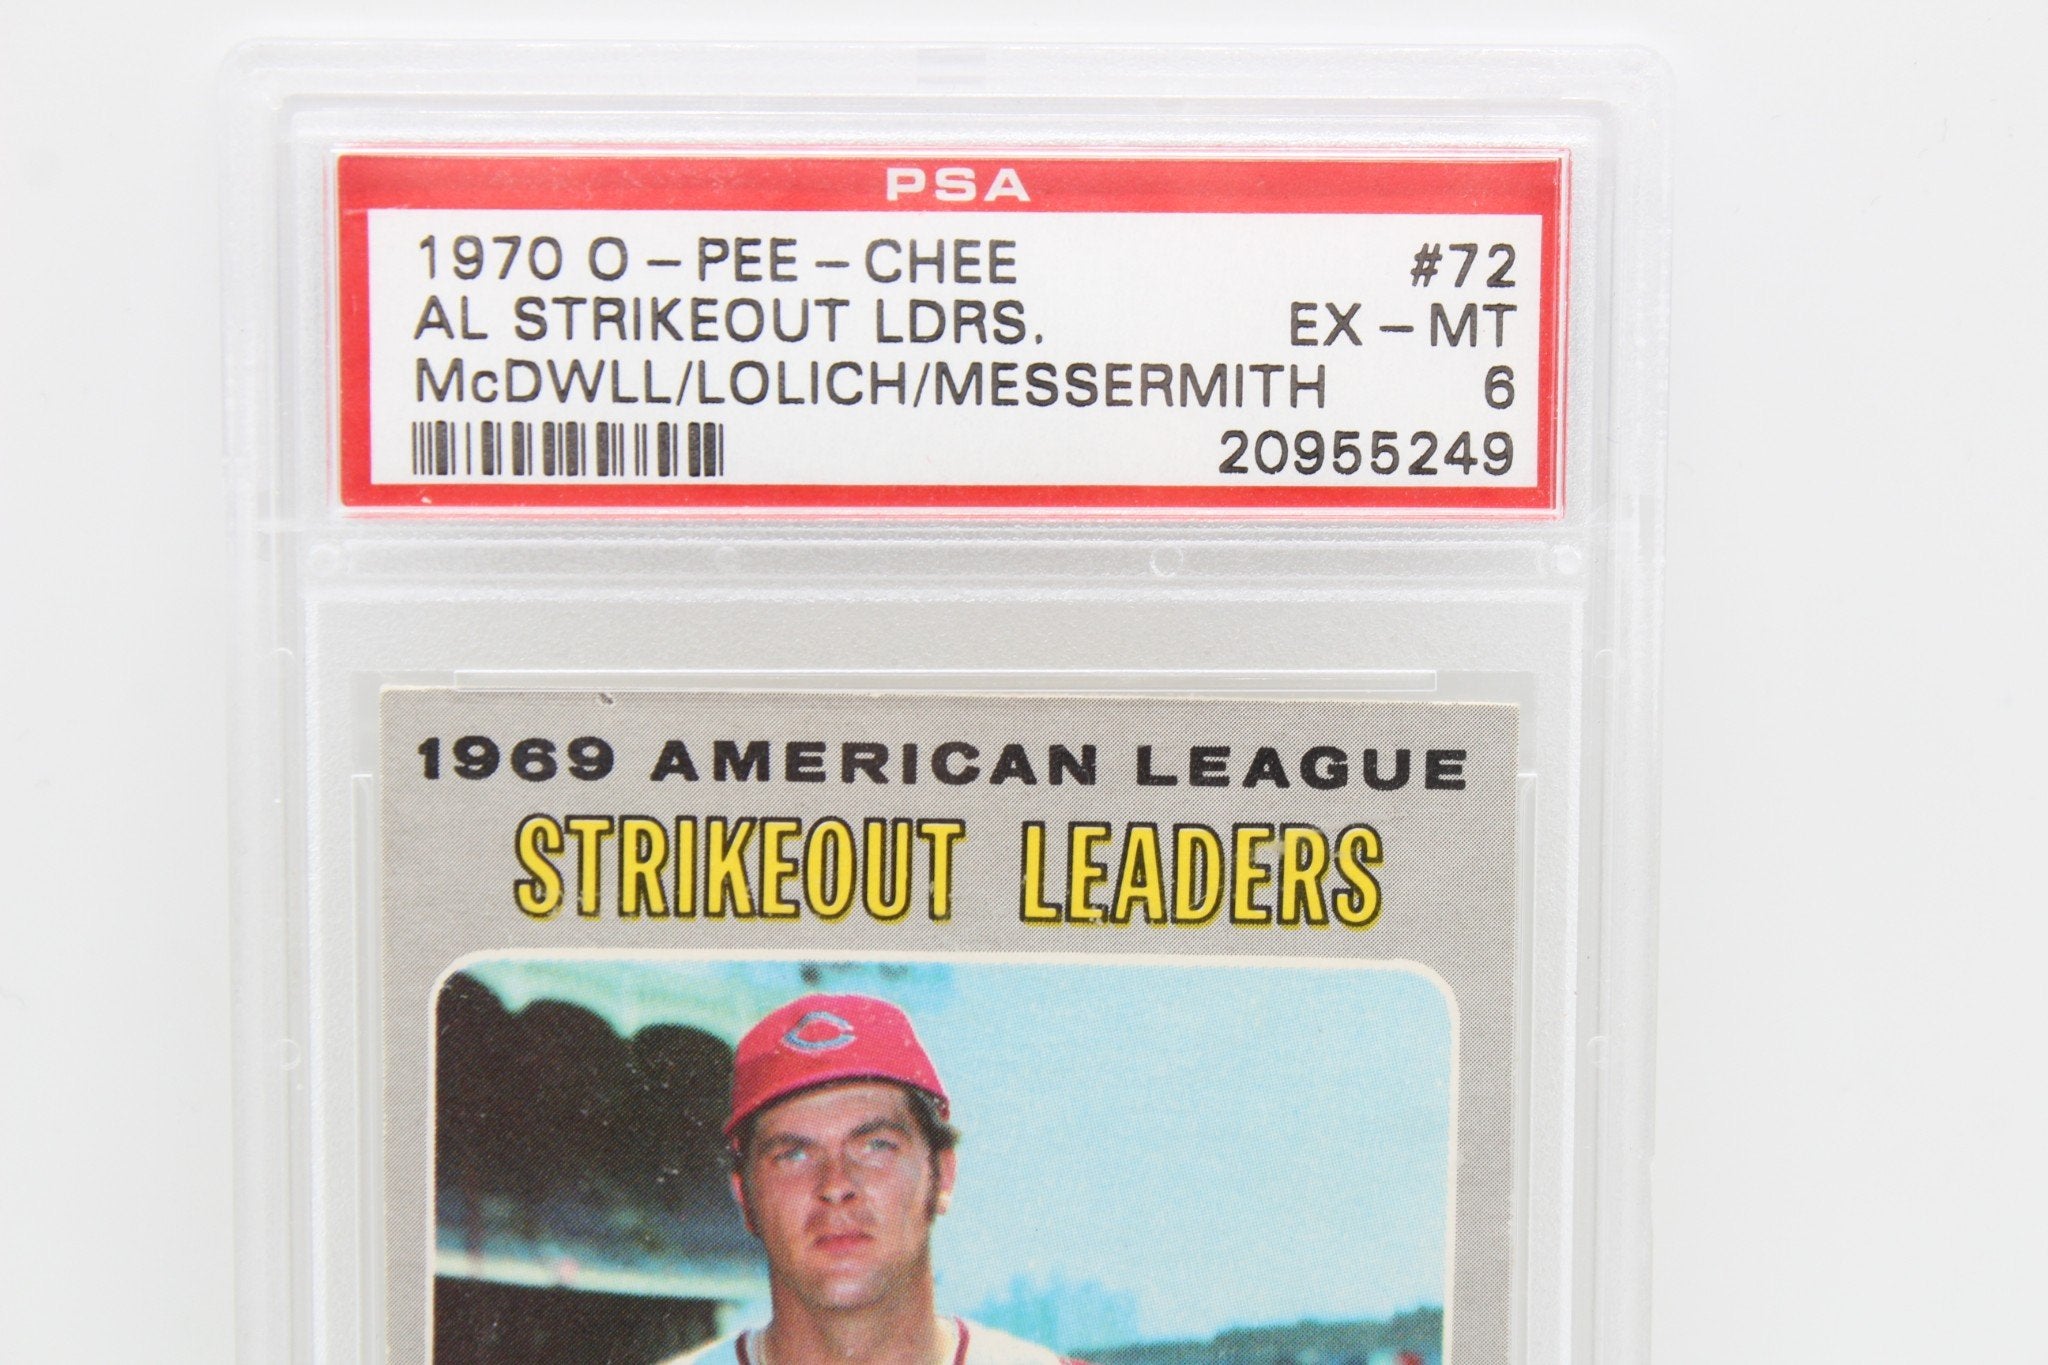 PSA
1970 O-PEE-CHEE #72
AL STRIKEOUT LDRS. EX-MT
McDWLL/LOLICH/MESSERMITH 6
20955249
1969 AMERICAN LEAGUE
STRIKEOUT LEADERS
C